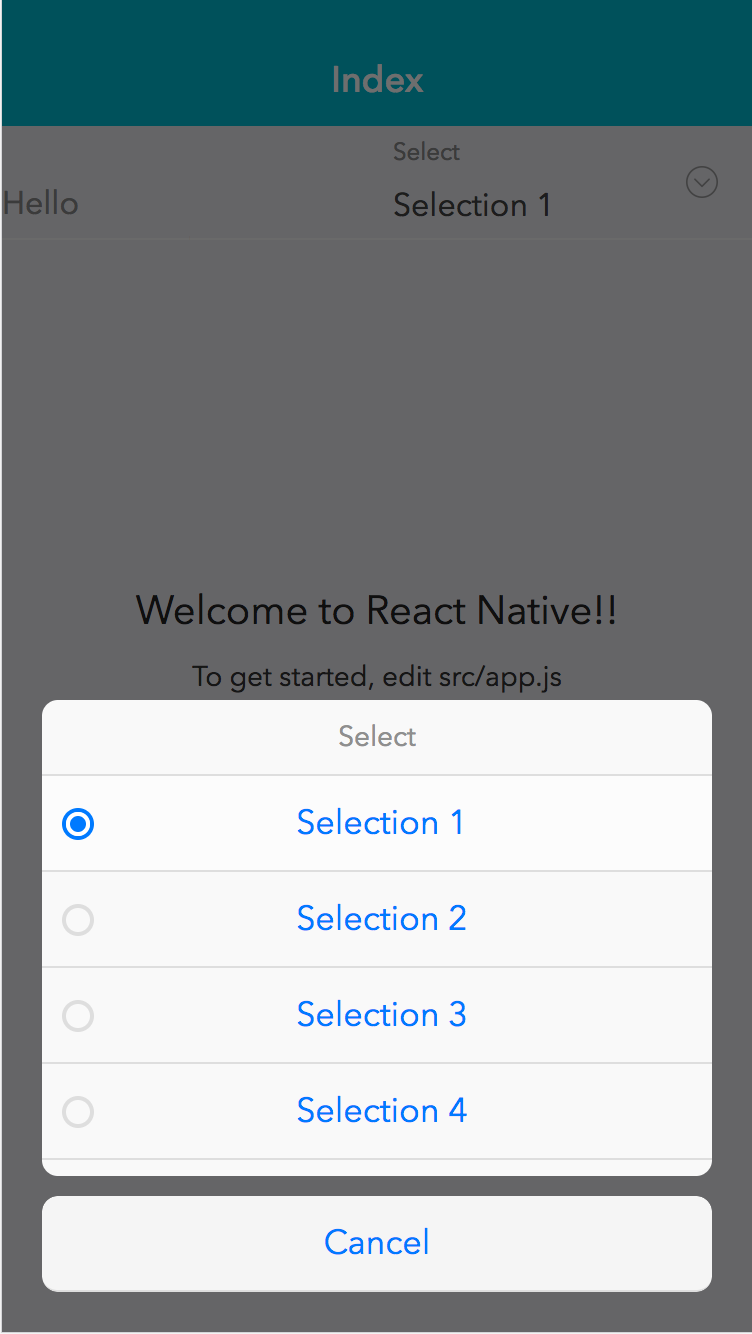 Index
Select
Hello
Selection 1
Welcome to React Native!!
To get started, edit src/app.js
Select
Selection 1
Selection 2
Selection 3
Selection 4
Cancel